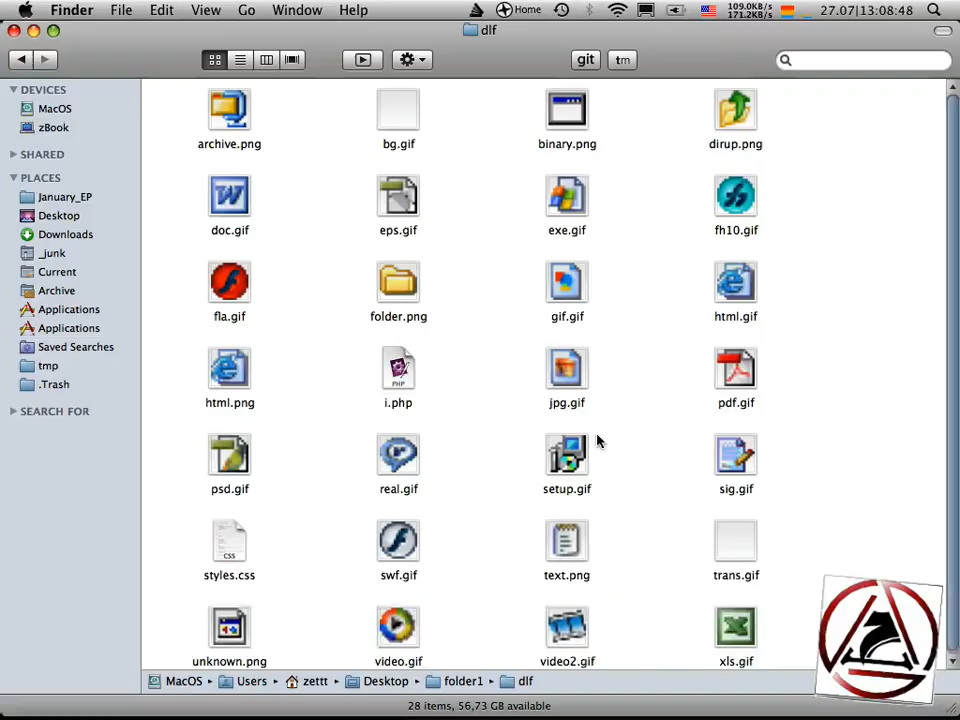 Finder File Edit View Go Window Help Home 109.0KB/s 171.2KB/s 27.07|13:08:48
dlf
git tm
DEVICES
MacOS
zBook
SHARED
PLACES
January_EP
Desktop
Downloads
_junk
Current
Archive
Applications
Applications
Saved Searches
tmp
.Trash
SEARCH FOR
archive.png bg.gif binary.png dirup.png
doc.gif eps.gif exe.gif fh10.gif
fla.gif folder.png gif.gif html.gif
PHP
html.png i.php jpg.gif pdf.gif
psd.gif real.gif setup.gif sig.gif
CSS
styles.css swf.gif text.png trans.gif
unknown.png video.gif video2.gif xls.gif
MacOS ▸ Users ▸ zettt ▸ Desktop ▸ folder1 ▸ dlf
28 items, 56,73 GB available